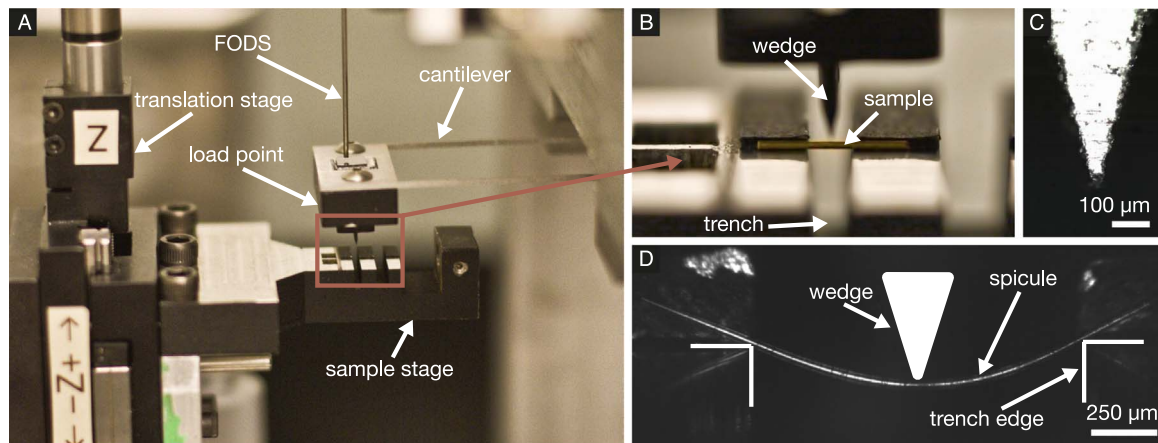 A
FODS
cantilever
translation stage
Z
load point
sample stage
←Z+ - →
B
wedge
sample
trench
C
100 µm
D
wedge
spicule
trench edge
250 µm